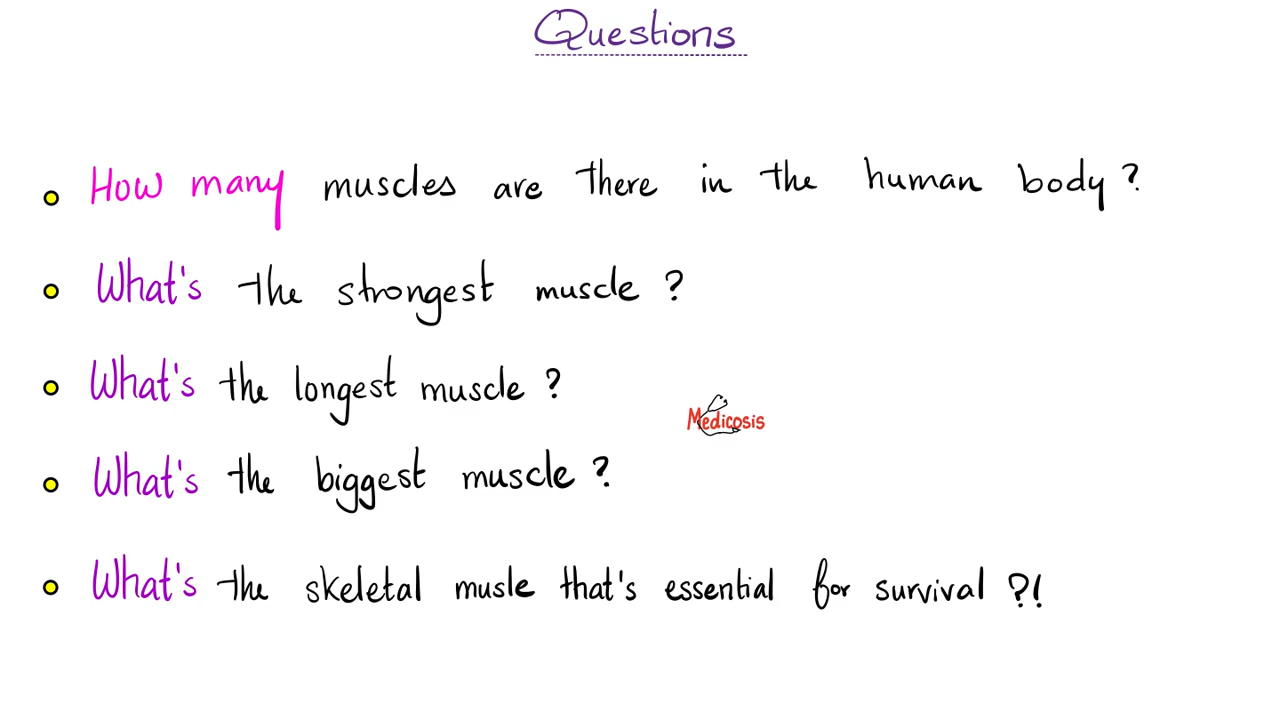 Questions
How many muscles are there in the human body?
What's the strongest muscle?
What's the longest muscle?
Medicosis
What's the biggest muscle?
What's the skeletal musle that's essential for survival?!